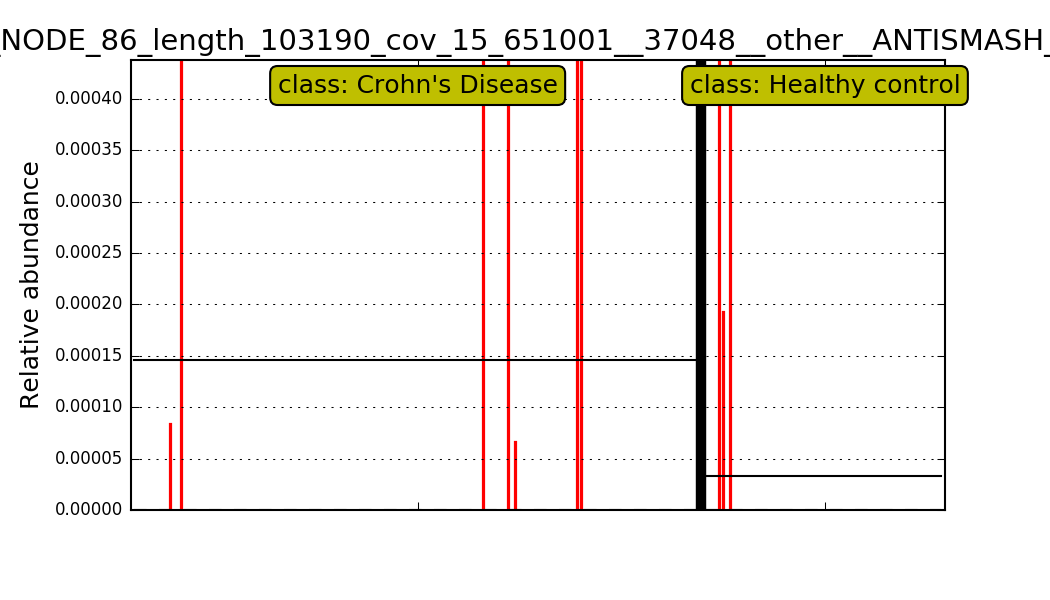 _NODE_86_length_103190_cov_15_651001__37048__other__ANTISMASH_
class: Crohn's Disease
class: Healthy control
Relative abundance
0.00040
0.00035
0.00030
0.00025
0.00020
0.00015
0.00010
0.00005
0.00000